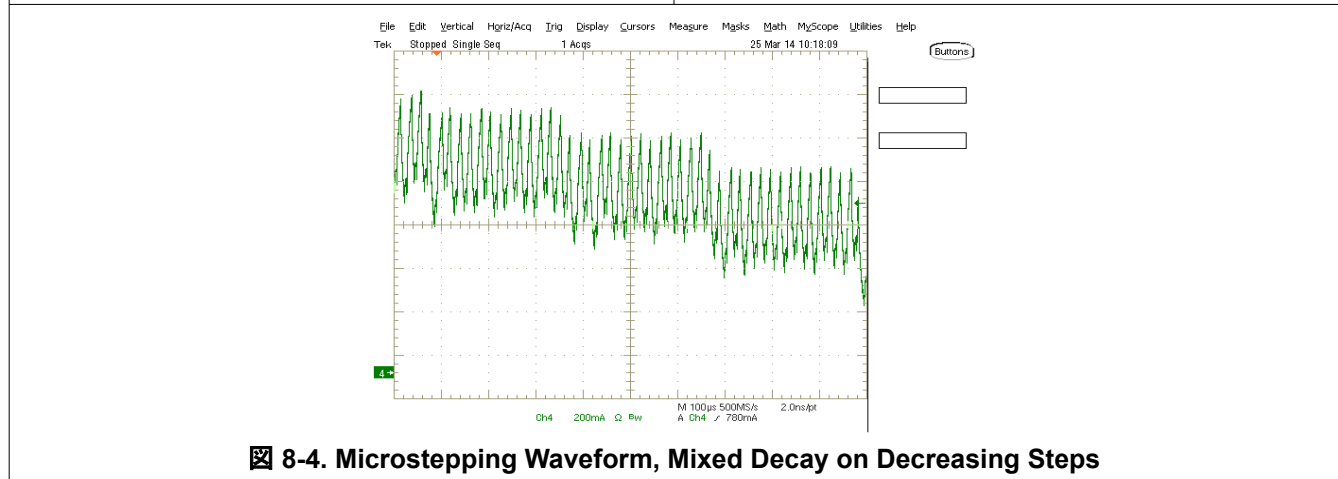 File Edit Vertical Horiz/Acq Trig Display Cursors Measure Masks Math MyScope Utilities Help
Tek Stopped Single Seq 1 Acqs 25 Mar 14 10:18:09
Buttons
4
M 100µs 500MS/s 2.0ns/pt
Ch4 200mA Ω Bw A Ch4 ∕ 780mA
図 8-4. Microstepping Waveform, Mixed Decay on Decreasing Steps